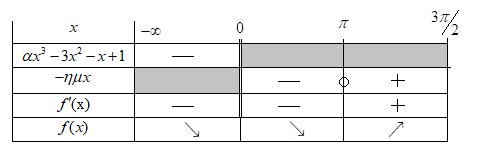 x −∞ 0 π 3π/2
αx³ −3x² −x+1 —
−ημx — +
f′(x) — — +
f(x) ↘ ↘ ↗